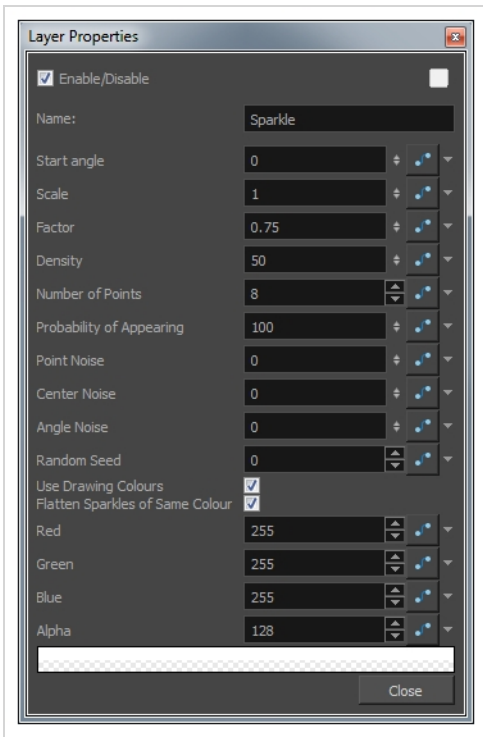 Layer Properties
Enable/Disable
Name: Sparkle
Start angle 0
Scale 1
Factor 0.75
Density 50
Number of Points 8
Probability of Appearing 100
Point Noise 0
Center Noise 0
Angle Noise 0
Random Seed 0
Use Drawing Colours
Flatten Sparkles of Same Colour
Red 255
Green 255
Blue 255
Alpha 128
Close